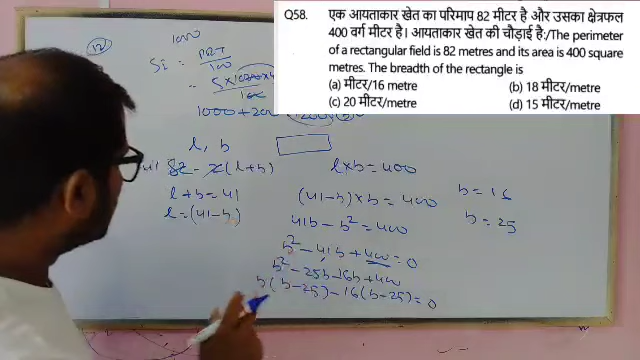 Q58. एक आयताकार खेत का परिमाप 82 मीटर है और उसका क्षेत्रफल
400 वर्ग मीटर है। आयताकार खेत की चौड़ाई है:/The perimeter
of a rectangular field is 82 metres and its area is 400 square
metres. The breadth of the rectangle is
(a) मीटर/16 metre (b) 18 मीटर/metre
(c) 20 मीटर/metre (d) 15 मीटर/metre
1000
SI = PRT/100
1000+200
l, b
82 = 2(l+b)
l+b=41
l=(41-b)
l×b=400
(41-b)×b=400
41b-b²=400
b²-41b+400=0
b²-25b-16b+400
b(b-25)-16(b-25)=0
b=16
b=25